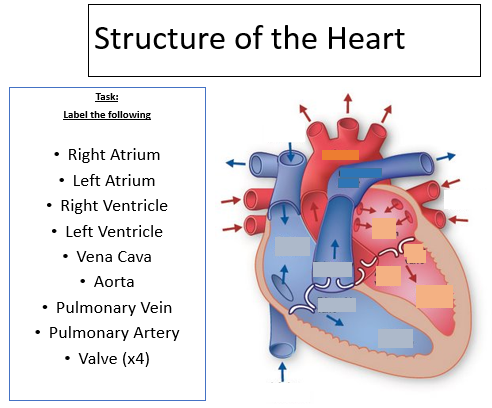 Structure of the Heart
Task:
Label the following
• Right Atrium
• Left Atrium
• Right Ventricle
• Left Ventricle
• Vena Cava
• Aorta
• Pulmonary Vein
• Pulmonary Artery
• Valve (x4)